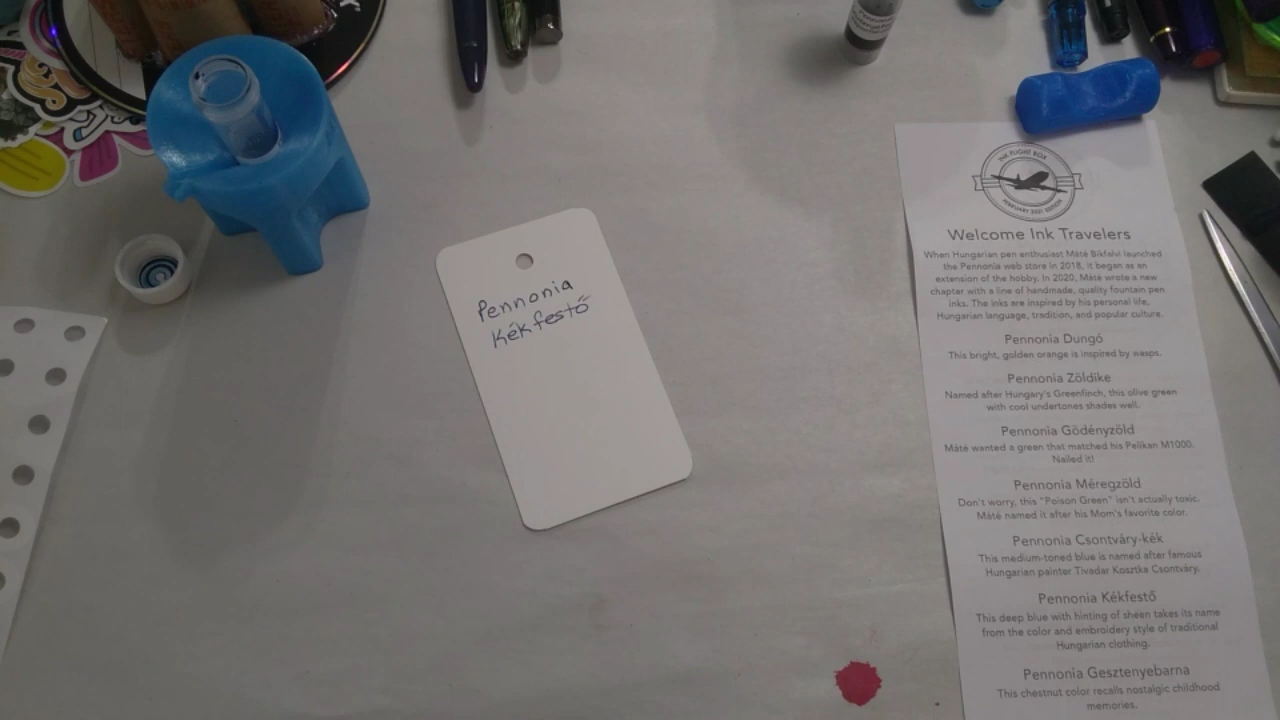 Pennonia
Kékfestő
THE FLIGHT BOX
FEBRUARY 2021 EDITION
Welcome Ink Travelers
When Hungarian pen enthusiast Máté Bikfalvi launched
the Pennonia web store in 2018, it began as an
extension of the hobby. In 2020, Máté wrote a new
chapter with a line of handmade, quality fountain pen
inks. The inks are inspired by his personal life,
Hungarian language, tradition, and popular culture.
Pennonia Dungó
This bright, golden orange is inspired by wasps.
Pennonia Zöldike
Named after Hungary's Greenfinch, this olive green
with cool undertones shades well.
Pennonia Gödényzöld
Máté wanted a green that matched his Pelikan M1000.
Nailed it!
Pennonia Méregzöld
Don't worry, this "Poison Green" isn't actually toxic.
Máté named it after his Mom's favorite color.
Pennonia Csontváry-kék
This medium-toned blue is named after famous
Hungarian painter Tivadar Kosztka Csontváry.
Pennonia Kékfestő
This deep blue with hinting of sheen takes its name
from the color and embroidery style of traditional
Hungarian clothing.
Pennonia Gesztenyebarna
This chestnut color recalls nostalgic childhood
memories.